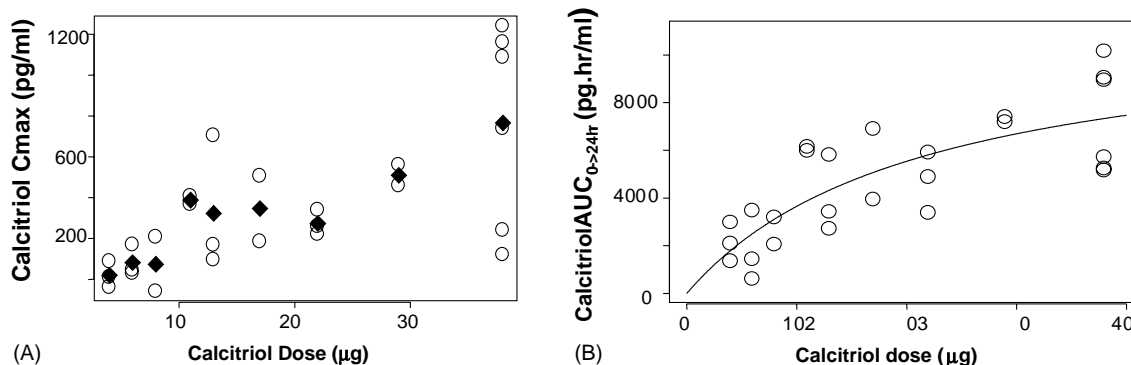 1200
600
200
10 20 30
Calcitriol Cmax (pg/ml)
Calcitriol Dose (μg)
(A)
8000
4000
0
0 102 03 0 40
CalcitriolAUC0->24hr (pg.hr/ml)
Calcitriol dose (μg)
(B)